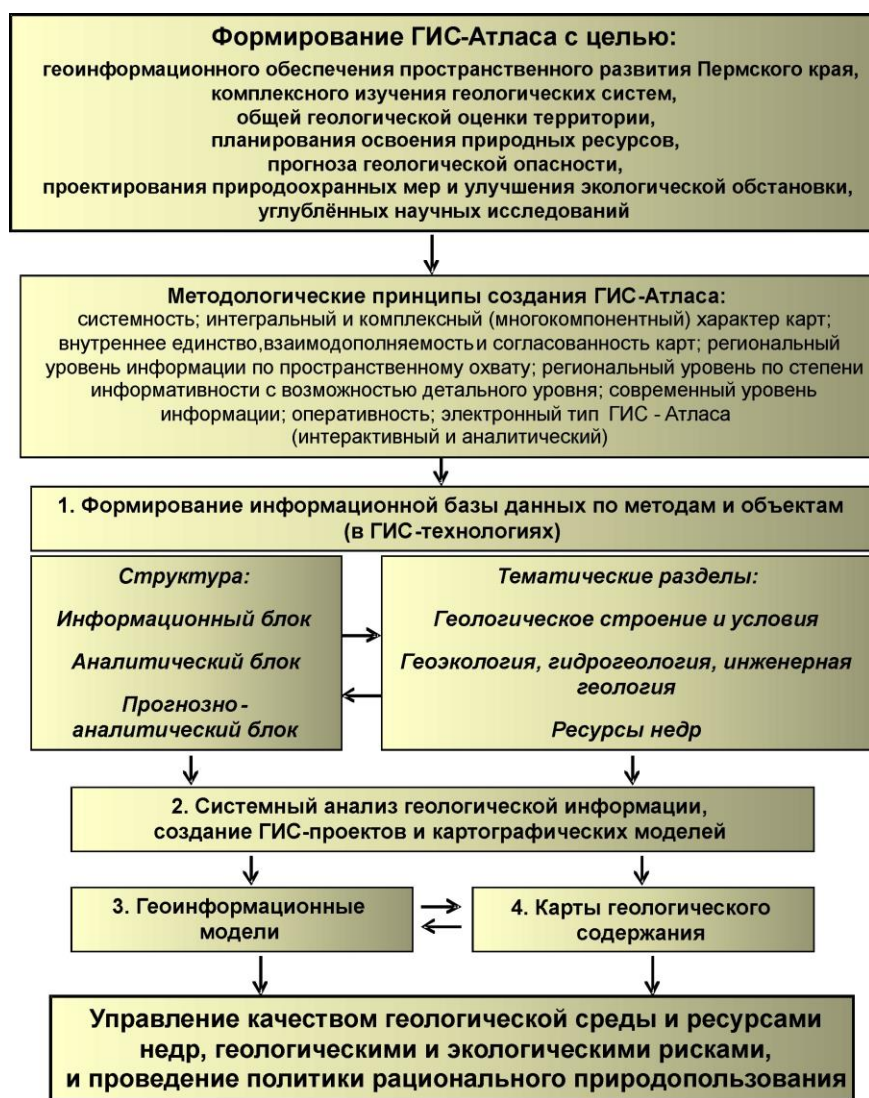 Формирование ГИС-Атласа с целью:
геоинформационного обеспечения пространственного развития Пермского края,
комплексного изучения геологических систем,
общей геологической оценки территории,
планирования освоения природных ресурсов,
прогноза геологической опасности,
проектирования природоохранных мер и улучшения экологической обстановки,
углублённых научных исследований
Методологические принципы создания ГИС-Атласа:
системность; интегральный и комплексный (многокомпонентный) характер карт;
внутреннее единство,взаимодополняемость и согласованность карт; региональный
уровень информации по пространственному охвату; региональный уровень по степени
информативности с возможностью детального уровня; современный уровень
информации; оперативность; электронный тип ГИС - Атласа
(интерактивный и аналитический)
1. Формирование информационной базы данных по методам и объектам
(в ГИС-технологиях)
Структура:
Информационный блок
Аналитический блок
Прогнозно-
аналитический блок
Тематические разделы:
Геологическое строение и условия
Геоэкология, гидрогеология, инженерная
геология
Ресурсы недр
2. Системный анализ геологической информации,
создание ГИС-проектов и картографических моделей
3. Геоинформационные
модели
4. Карты геологического
содержания
Управление качеством геологической среды и ресурсами
недр, геологическими и экологическими рисками,
и проведение политики рационального природопользования